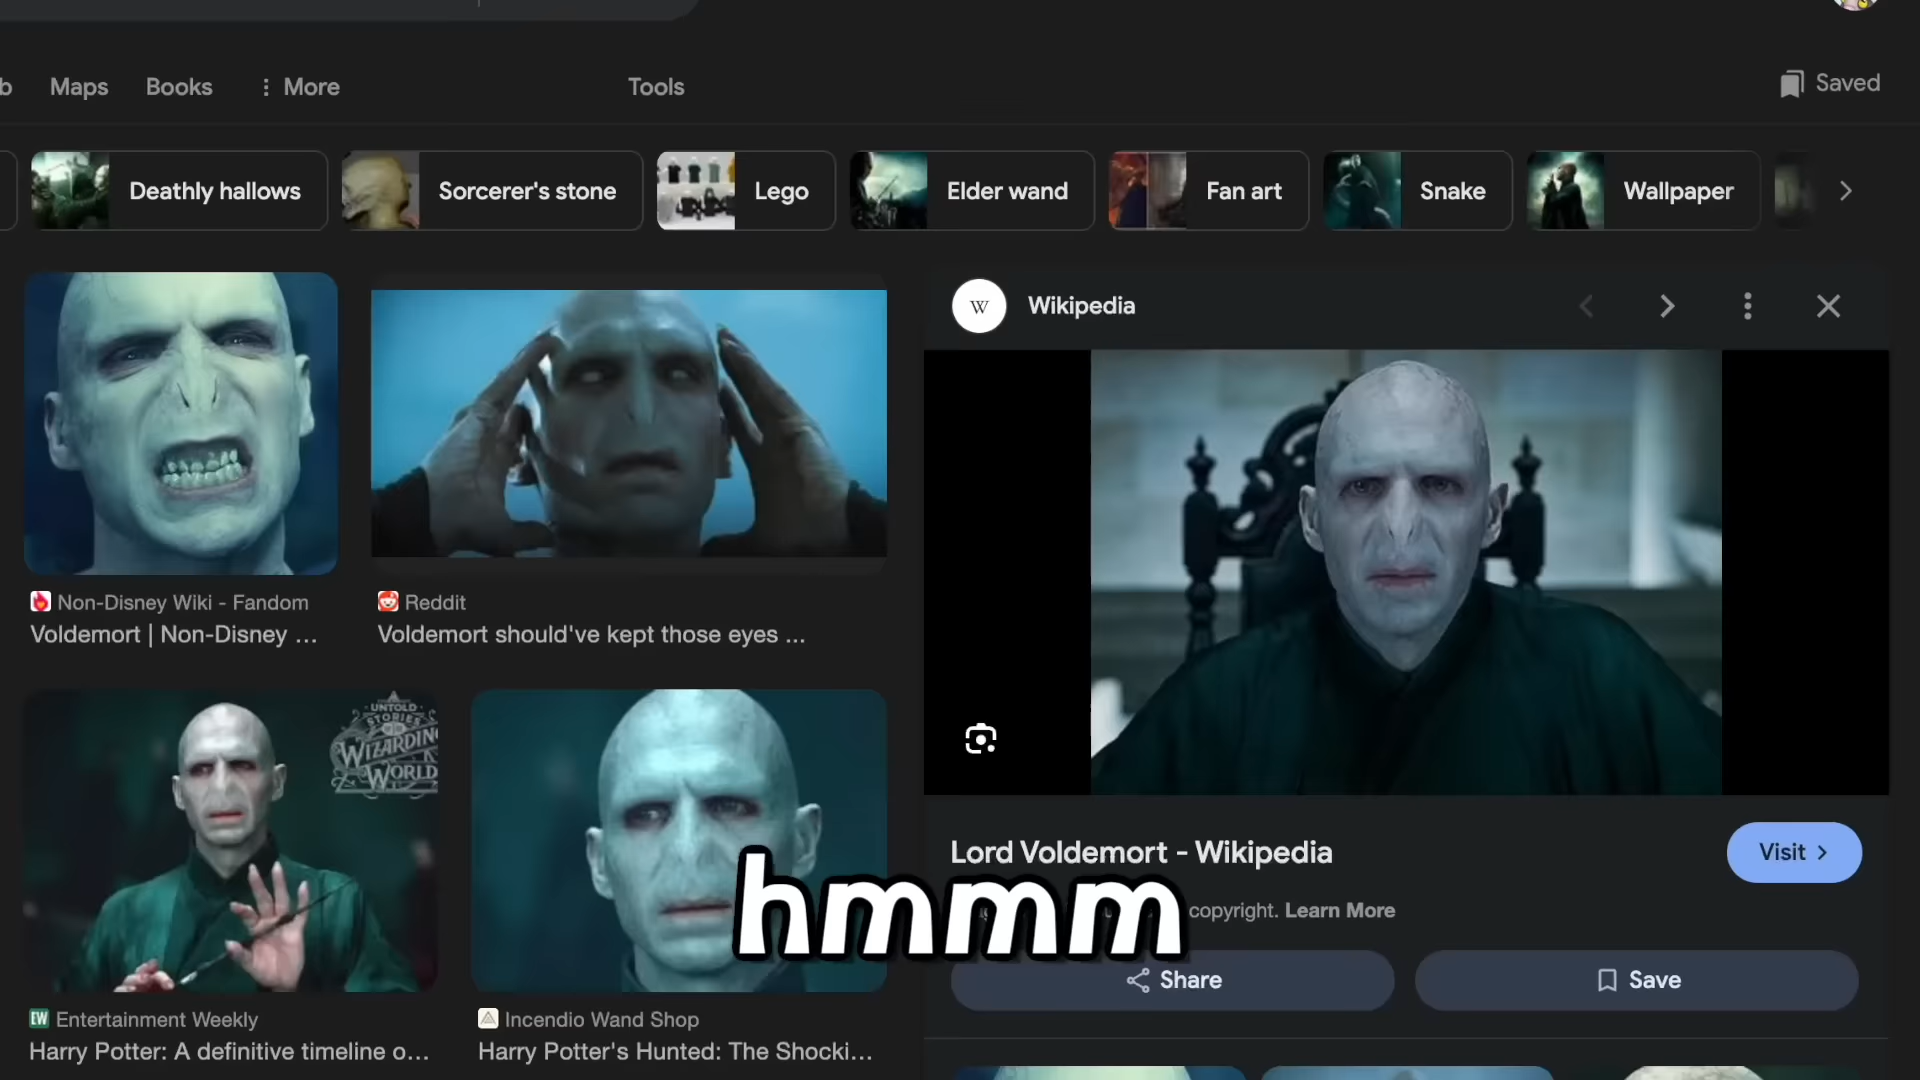 Maps
Books
More
Tools
Saved
Deathly hallows
Sorcerer's stone
Lego
Elder wand
Fan art
Snake
Wallpaper
W
Wikipedia
Non-Disney Wiki - Fandom
Voldemort | Non-Disney ...
Reddit
Voldemort should've kept those eyes ...
UNTOLD
STORIES
WIZARDIN
WORLD
EW Entertainment Weekly
Harry Potter: A definitive timeline o...
Incendio Wand Shop
Harry Potter's Hunted: The Shocki...
Lord Voldemort - Wikipedia
Visit
copyright. Learn More
hmmm
Share
Save